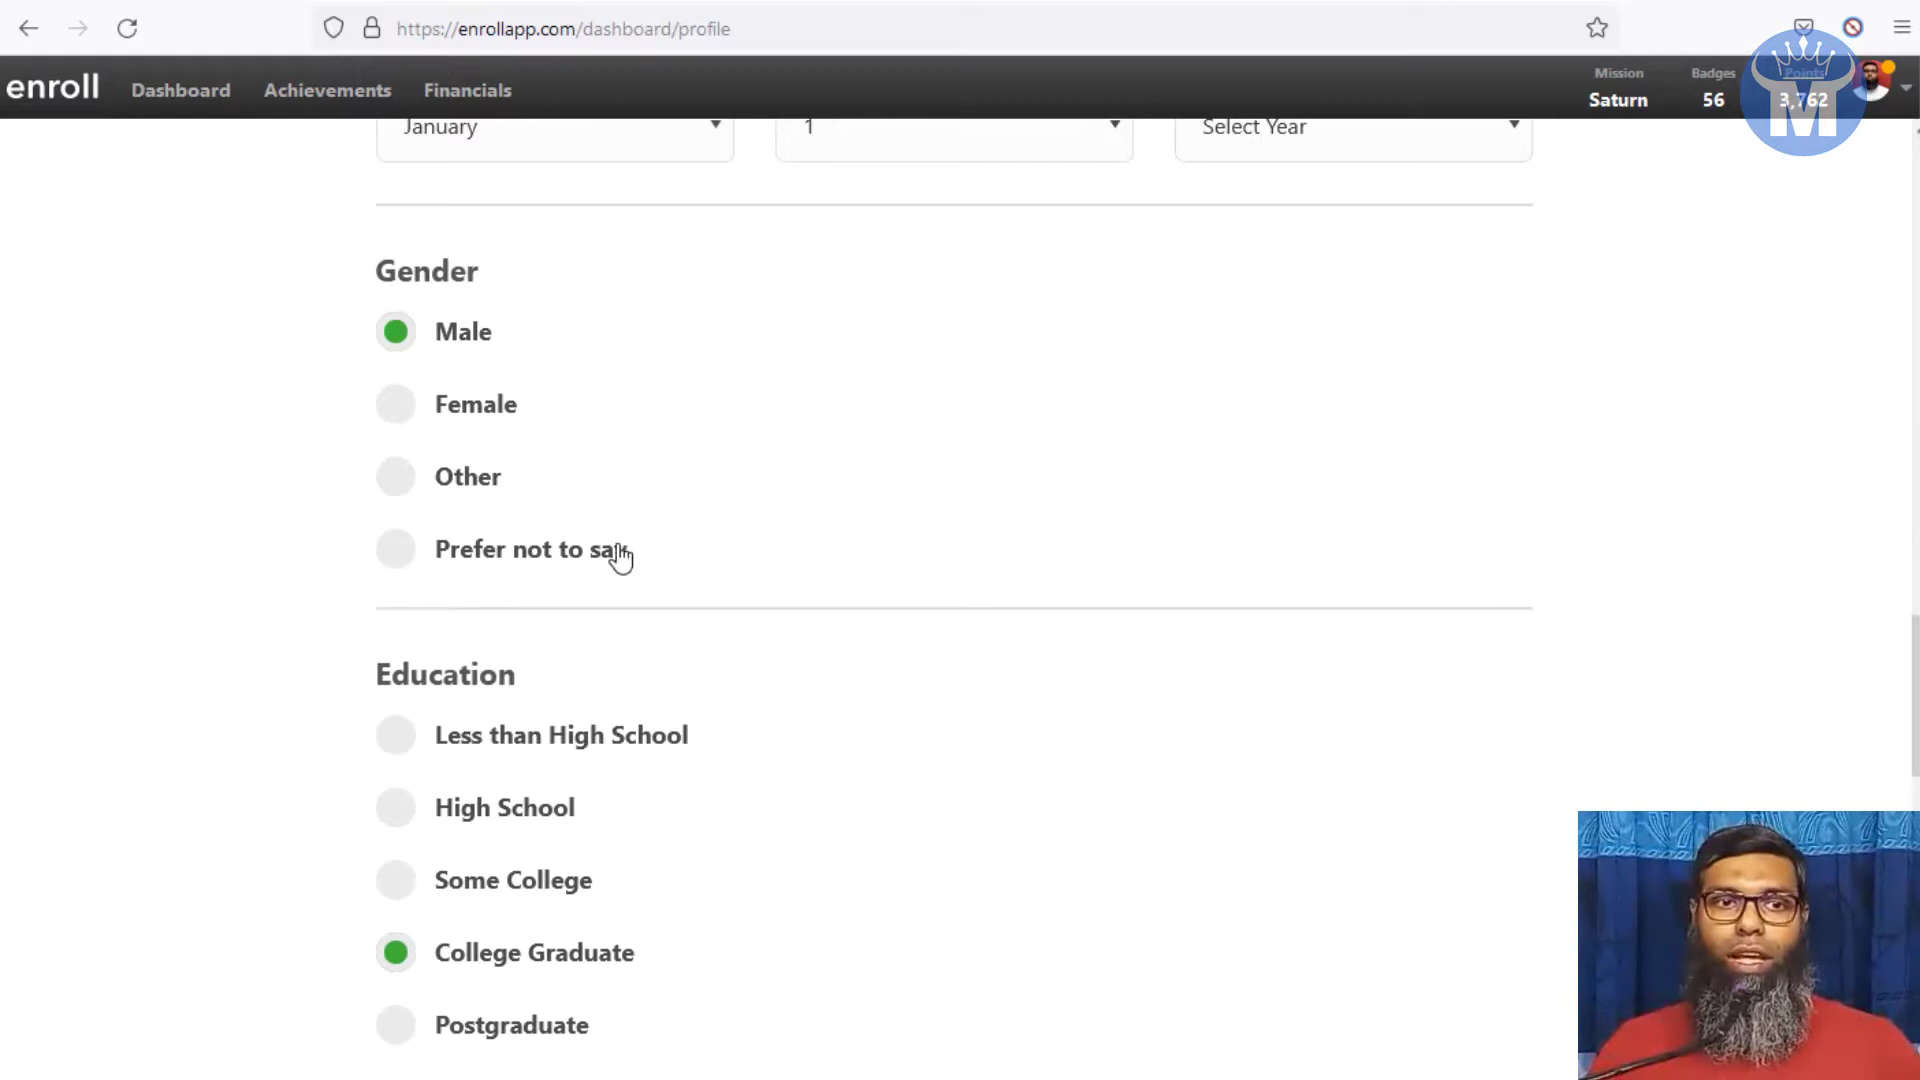 https://enrollapp.com/dashboard/profile
enroll
Dashboard
Achievements
Financials
Mission
Saturn
Badges
56
Points
3,762
M
January
1
Select Year
Gender
Male
Female
Other
Prefer not to say
Education
Less than High School
High School
Some College
College Graduate
Postgraduate